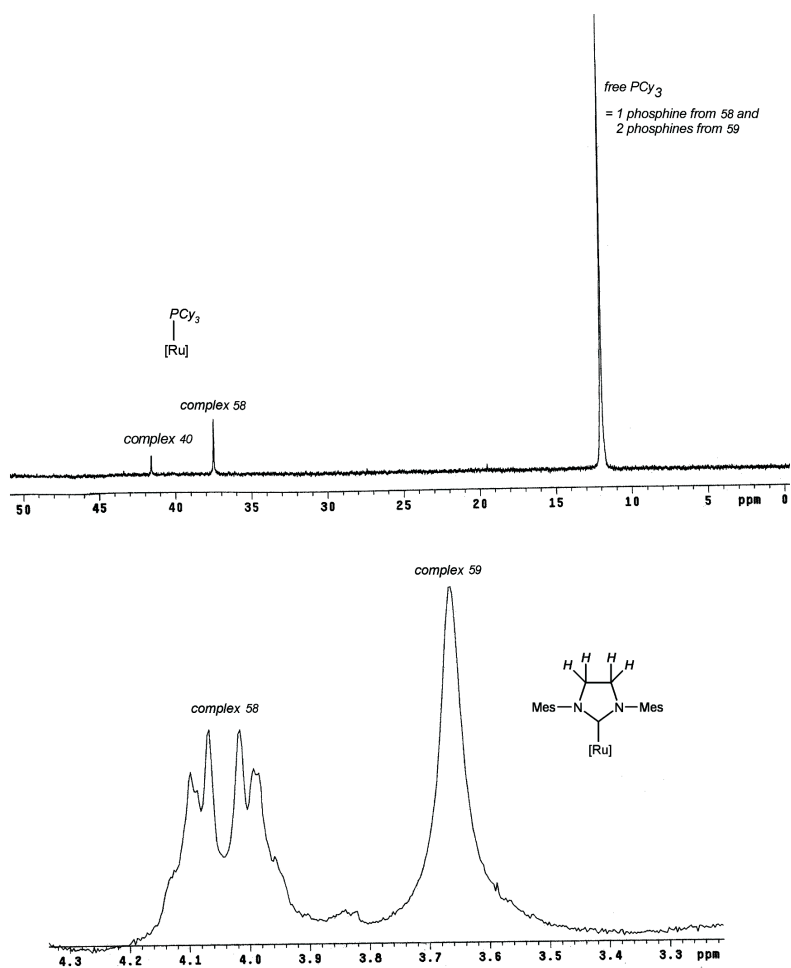 free PCy3
= 1 phosphine from 58 and
2 phosphines from 59
PCy3
[Ru]
complex 58
complex 40
50 45 40 35 30 25 20 15 10 5 ppm 0
complex 59
complex 58
H H H H
Mes N N Mes
[Ru]
4.3 4.2 4.1 4.0 3.9 3.8 3.7 3.6 3.5 3.4 3.3 ppm